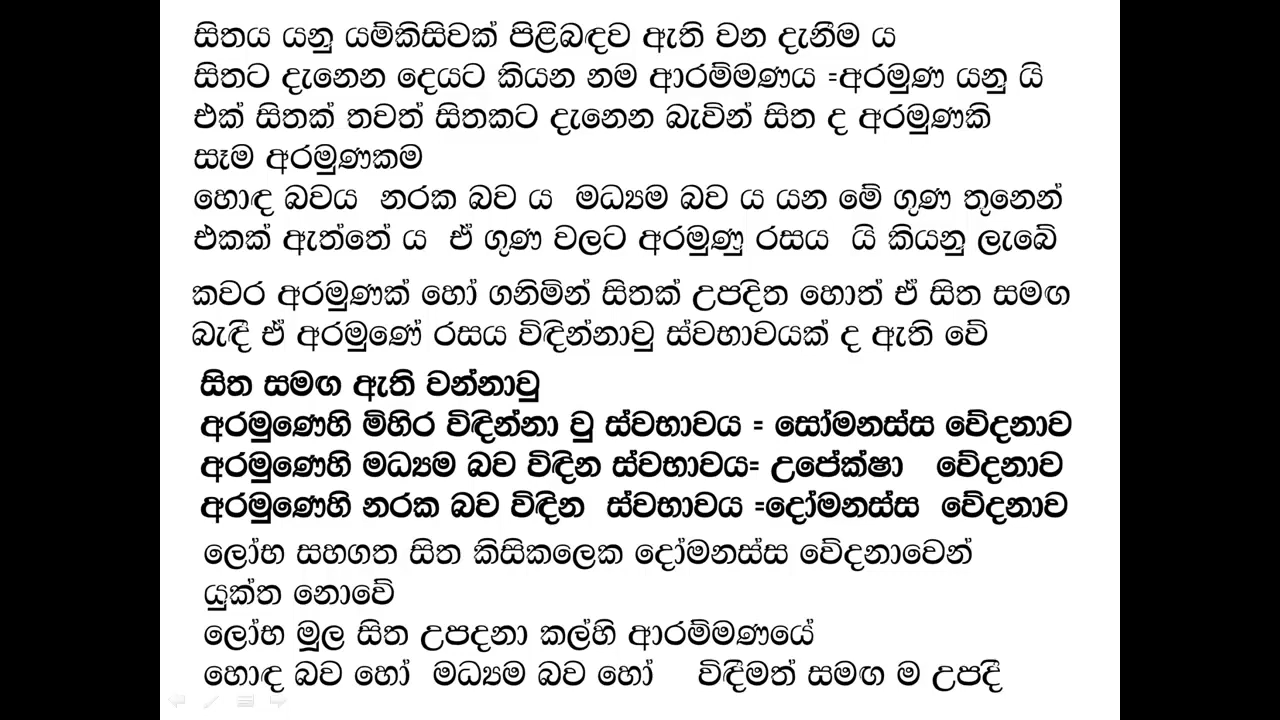 සිතය යනු යම්කිසිවක් පිළිබඳව ඇති වන දැනීම ය
සිතට දැනෙන දෙයට කියන නම ආරම්මණය =අරමුණ යනු යි
එක් සිතක් තවත් සිතකට දැනෙන බැවින් සිත ද අරමුණකි
සෑම අරමුණකම
හොඳ බවය නරක බව ය මධ්‍යම බව ය යන මේ ගුණ තුනෙන්
එකක් ඇත්තේ ය ඒ ගුණ වලට අරමුණු රසය යි කියනු ලැබේ
කවර අරමුණක් හෝ ගනිමින් සිතක් උපදිත හොත් ඒ සිත සමඟ
බැඳී ඒ අරමුණේ රසය විඳින්නාවු ස්වභාවයක් ද ඇති වේ
සිත සමඟ ඇති වන්නාවු
අරමුණෙහි මිහිර විඳින්නා වු ස්වභාවය = සෝමනස්ස වේදනාව
අරමුණෙහි මධ්‍යම බව විඳින ස්වභාවය= උපේක්ෂා වේදනාව
අරමුණෙහි නරක බව විඳින ස්වභාවය =දෝමනස්ස වේදනාව
ලෝභ සහගත සිත කිසිකලෙක දෝමනස්ස වේදනාවෙන්
යුක්ත නොවේ
ලෝභ මූල සිත උපදනා කල්හි ආරම්මණයේ
හොඳ බව හෝ මධ්‍යම බව හෝ විඳීමත් සමඟ ම උපදී